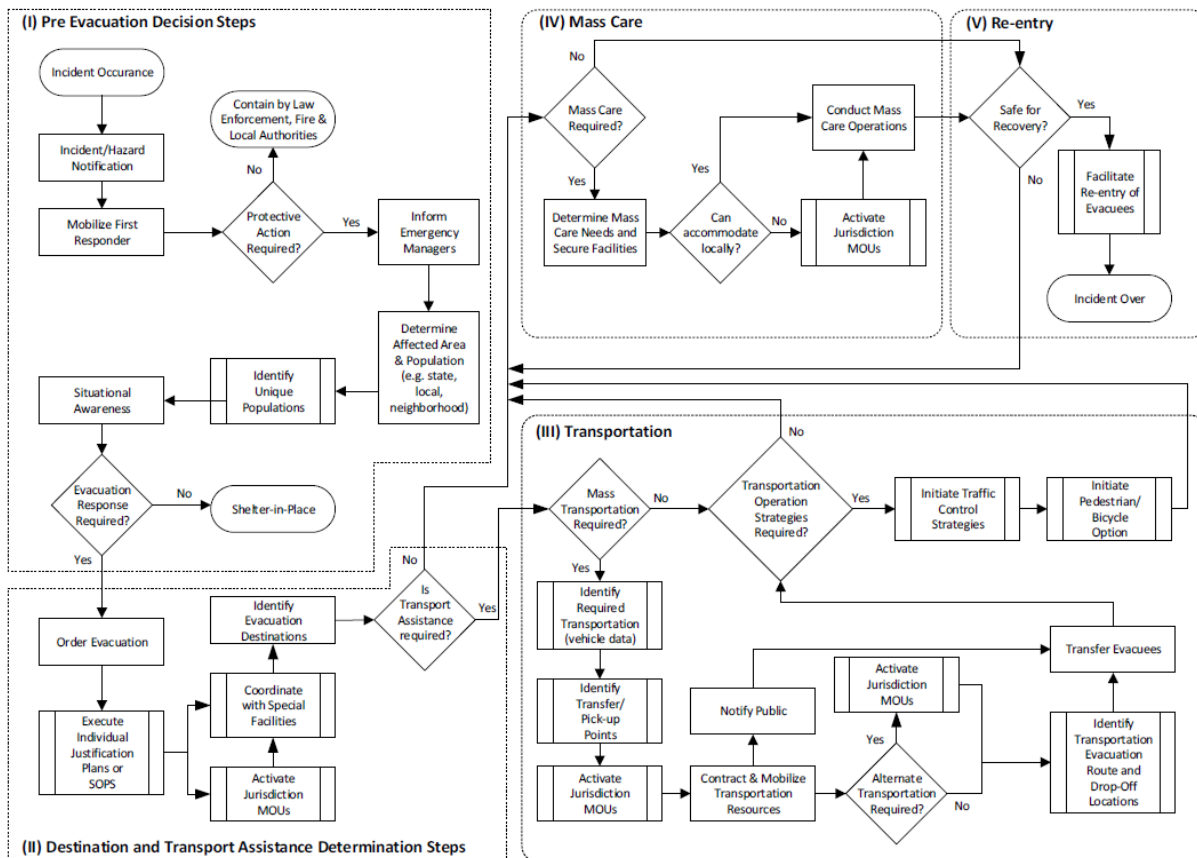 (I) Pre Evacuation Decision Steps
Incident Occurance
Incident/Hazard
Notification
Mobilize First
Responder
Contain by Law
Enforcement, Fire &
Local Authorities
No
Protective
Action
Required?
Yes
Inform
Emergency
Managers
Determine
Affected Area
& Population
(e.g. state,
local,
neighborhood)
Identify
Unique
Populations
Situational
Awareness
Evacuation
Response
Required?
No
Shelter-in-Place
Yes
Order Evacuation
Execute
Individual
Justification
Plans or
SOPS
Identify
Evacuation
Destinations
Coordinate
with Special
Facilities
Activate
Jurisdiction
MOUs
No
Is
Transport
Assistance
required?
Yes
(II) Destination and Transport Assistance Determination Steps
(IV) Mass Care
No
Mass Care
Required?
Yes
Determine Mass
Care Needs and
Secure Facilities
Conduct Mass
Care Operations
Yes
Can
accommodate
locally?
No
Activate
Jurisdiction
MOUs
(V) Re-entry
Safe for
Recovery?
Yes
No
Facilitate
Re-entry of
Evacuees
Incident Over
(III) Transportation
Mass
Transportation
Required?
No
Yes
No
Transportation
Operation
Strategies
Required?
Yes
Initiate Traffic
Control
Strategies
Initiate
Pedestrian/
Bicycle
Option
Identify
Required
Transportation
(vehicle data)
Identify
Transfer/
Pick-up
Points
Activate
Jurisdiction
MOUs
Notify Public
Contract & Mobilize
Transportation
Resources
Activate
Jurisdiction
MOUs
Yes
Alternate
Transportation
Required?
No
Transfer Evacuees
Identify
Transportation
Evacuation
Route and
Drop-Off
Locations